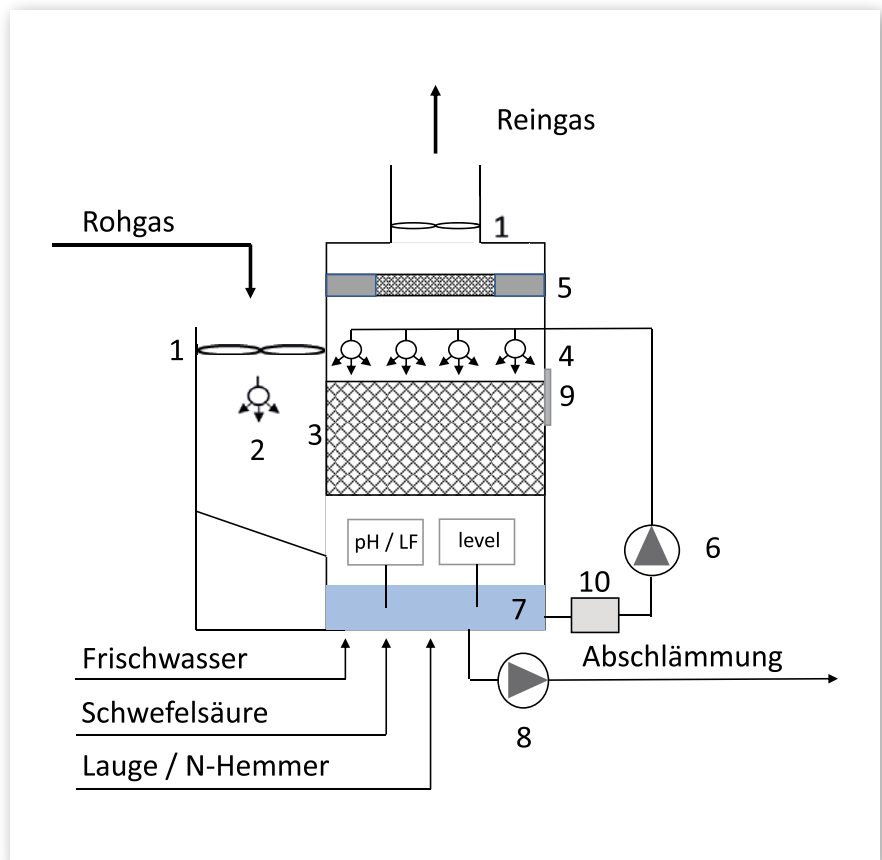 Reingas
Rohgas
1
5
1
4
9
2
3
pH / LF
level
6
10
7
Frischwasser
Abschlämmung
Schwefelsäure
8
Lauge / N-Hemmer